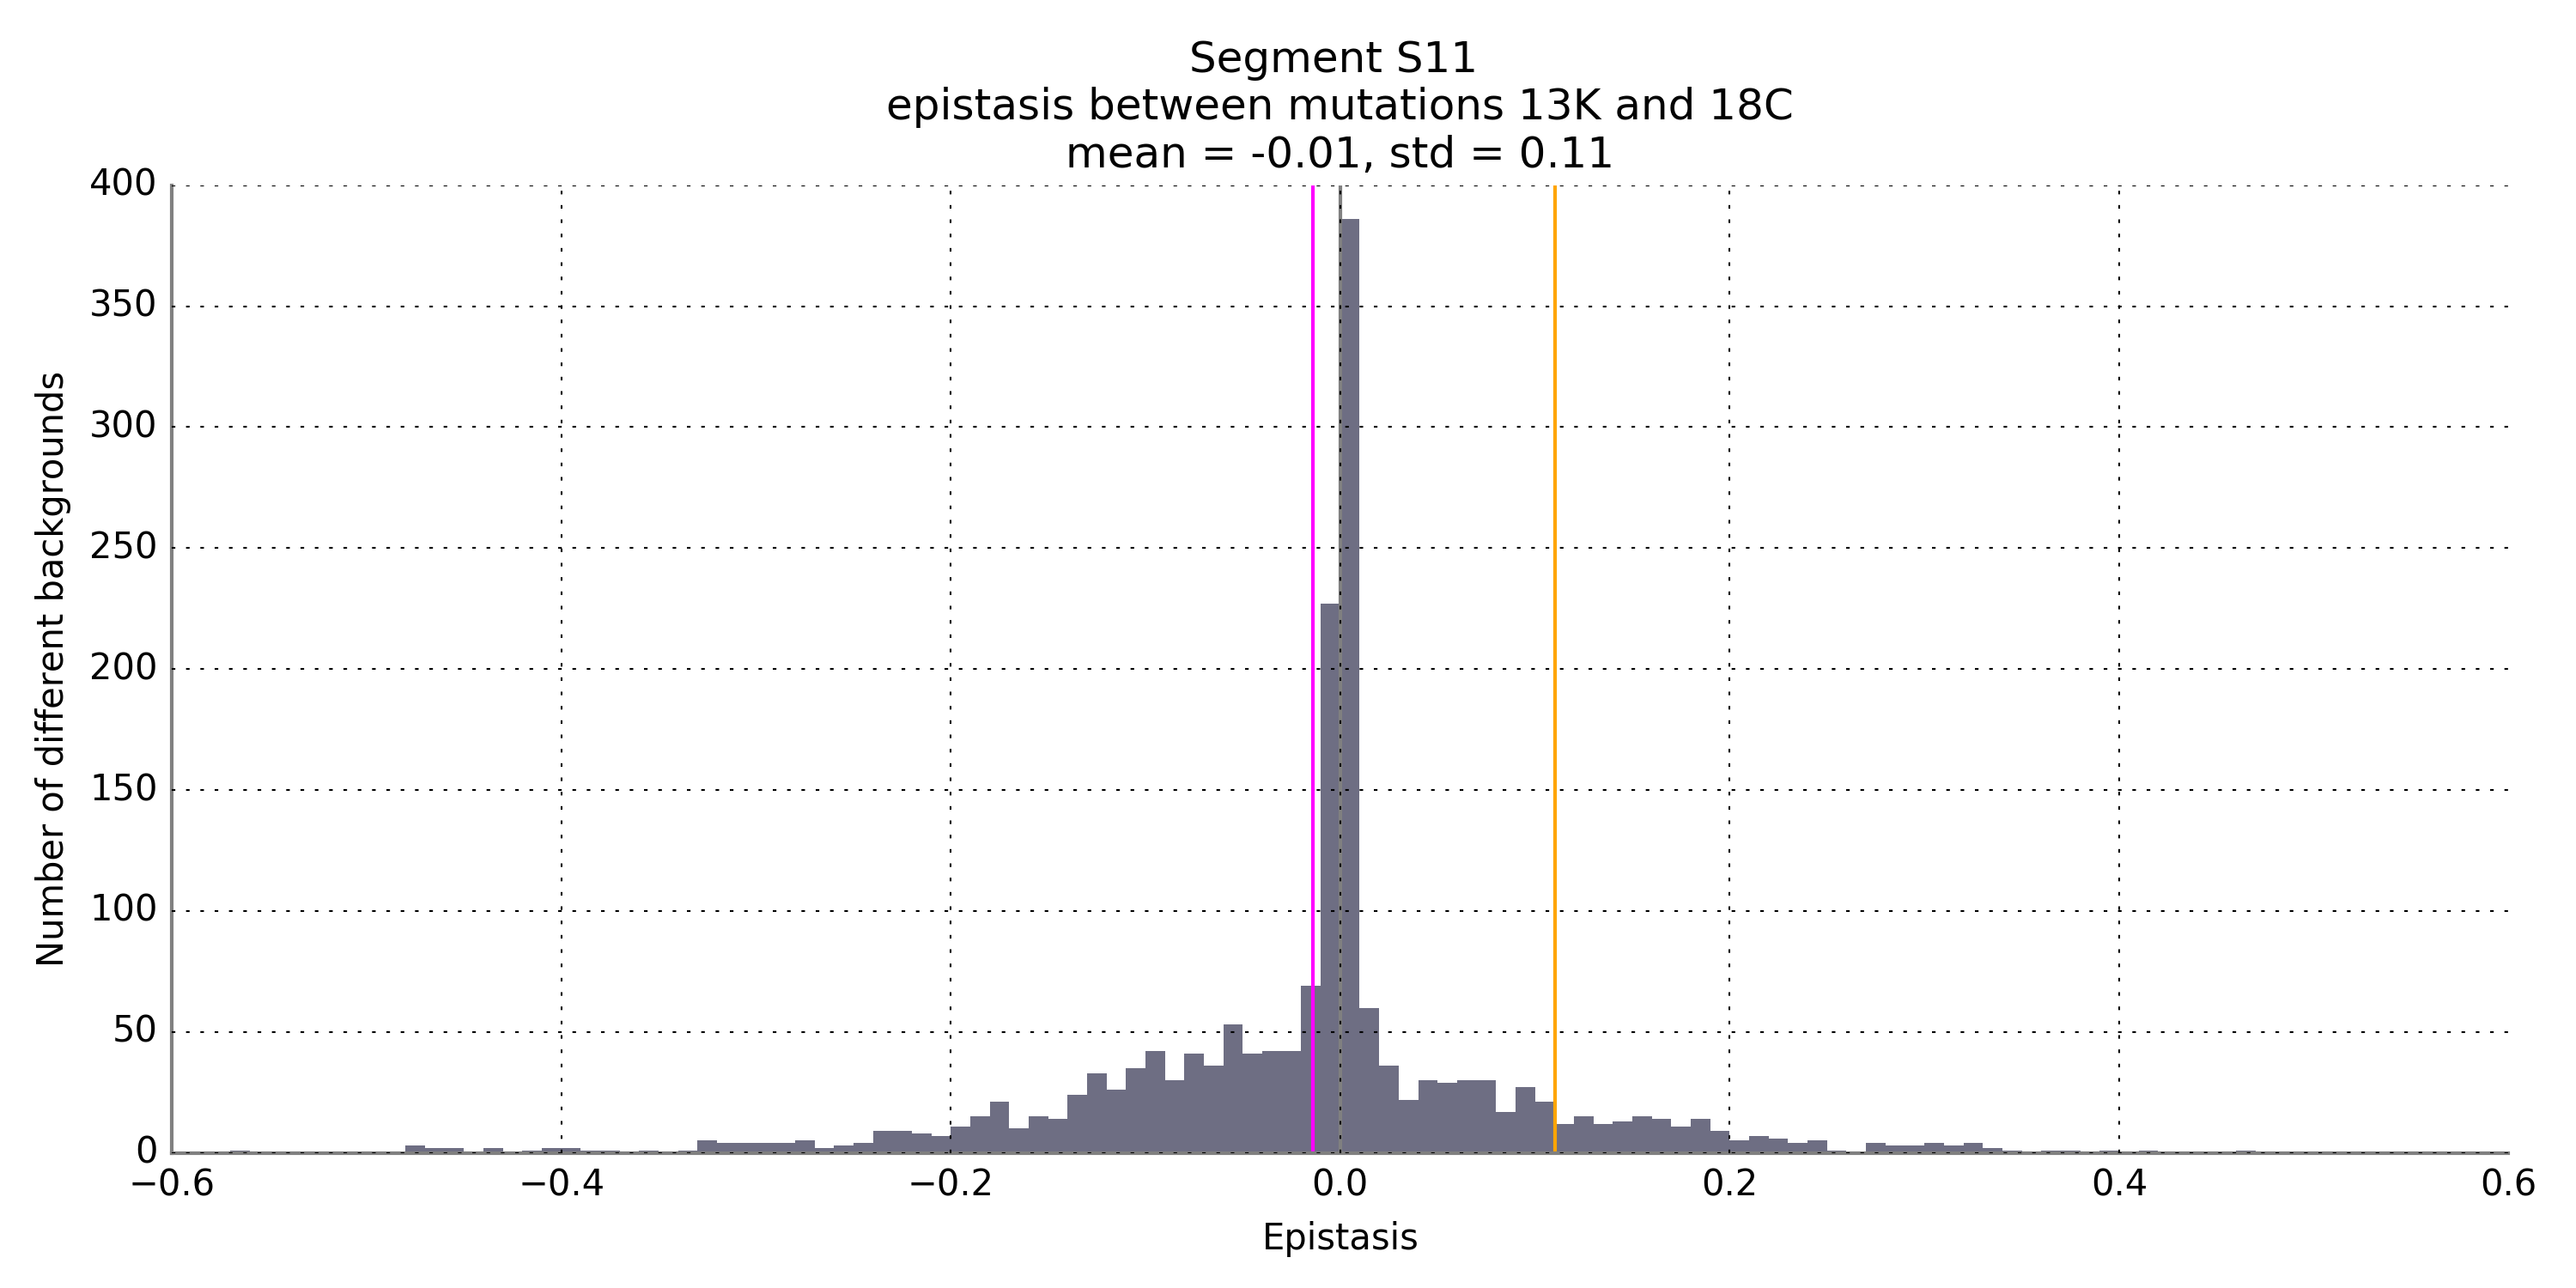 Segment S11
epistasis between mutations 13K and 18C
mean = -0.01, std = 0.11
400
350
300
250
200
150
100
50
0
Number of different backgrounds
−0.6 −0.4 −0.2 0.0 0.2 0.4 0.6
Epistasis